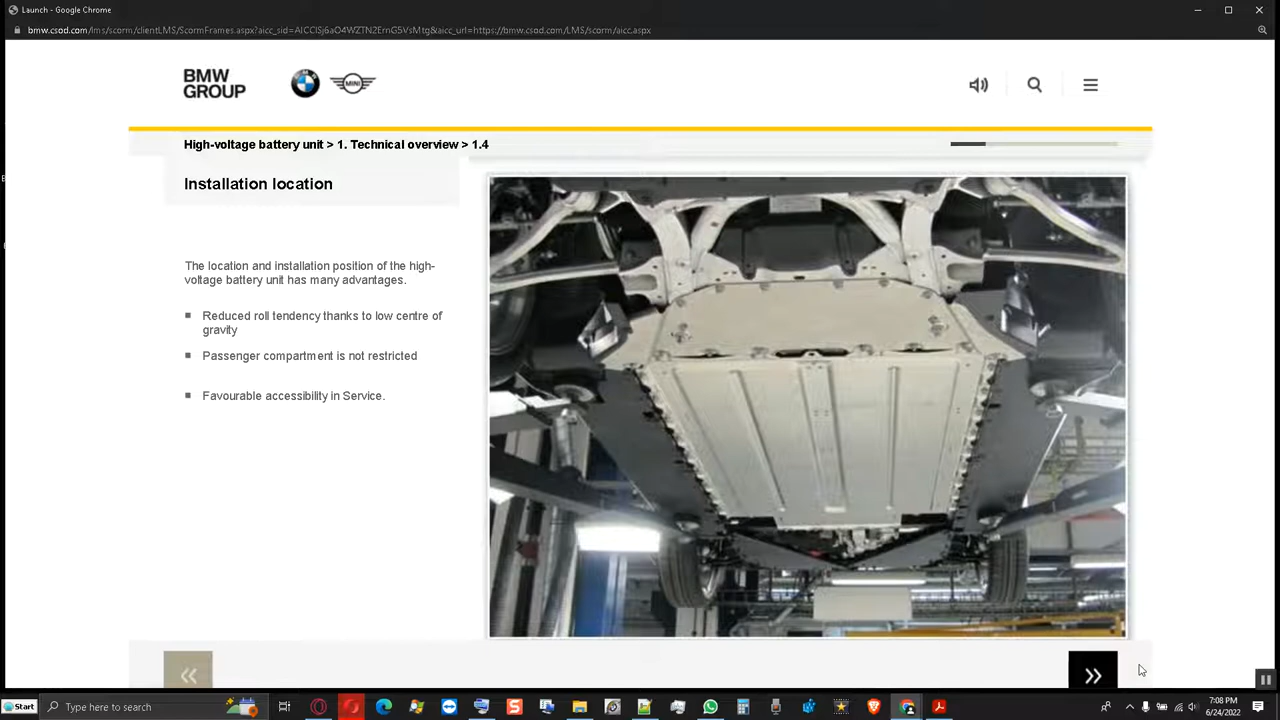 Launch - Google Chrome
BMW
GROUP
MINI
High-voltage battery unit > 1. Technical overview > 1.4
Installation location
The location and installation position of the high-
voltage battery unit has many advantages.
Reduced roll tendency thanks to low centre of
gravity
Passenger compartment is not restricted
Favourable accessibility in Service.
Start
Type here to search
7:08 PM
6/24/2022